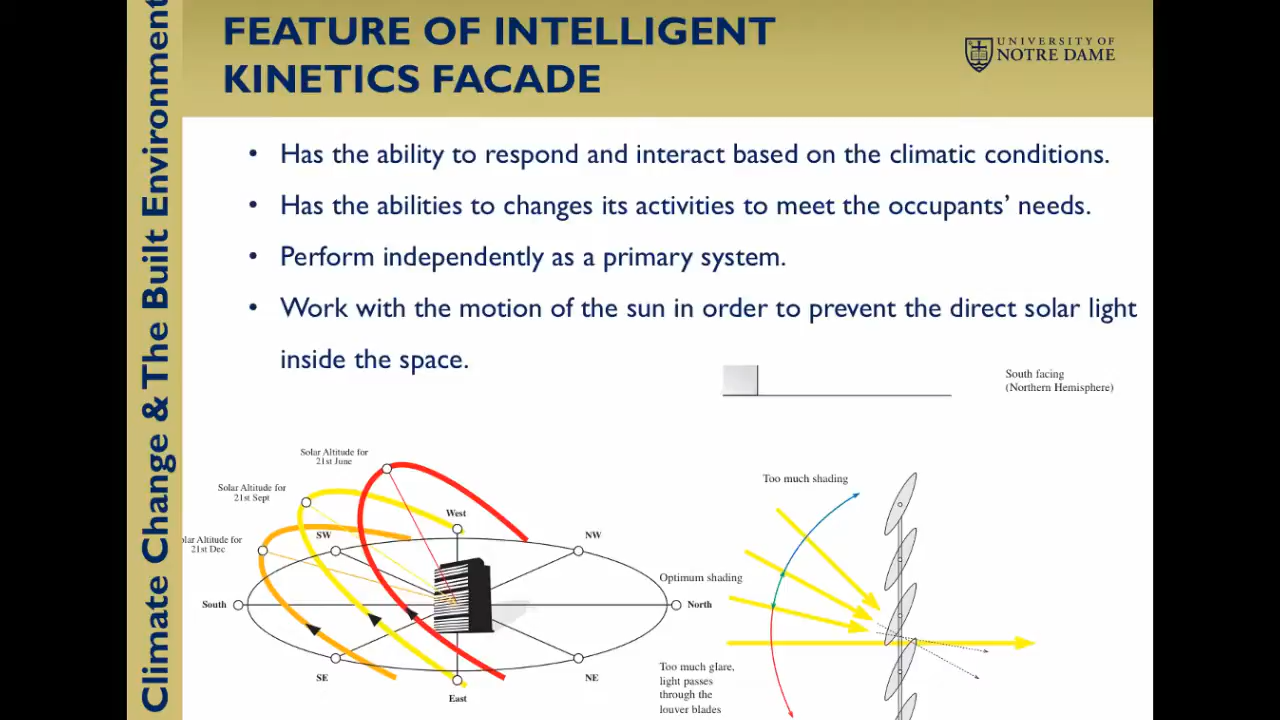 FEATURE OF INTELLIGENT
KINETICS FACADE
UNIVERSITY OF
NOTRE DAME
Climate Change & The Built Environment
• Has the ability to respond and interact based on the climatic conditions.
• Has the abilities to changes its activities to meet the occupants’ needs.
• Perform independently as a primary system.
• Work with the motion of the sun in order to prevent the direct solar light
inside the space.
South facing
(Northern Hemisphere)
Solar Altitude for
21st June
Solar Altitude for
21st Sept
lar Altitude for
21st Dec
West
SW
NW
South
North
SE
NE
East
Too much shading
Optimum shading
Too much glare,
light passes
through the
louver blades